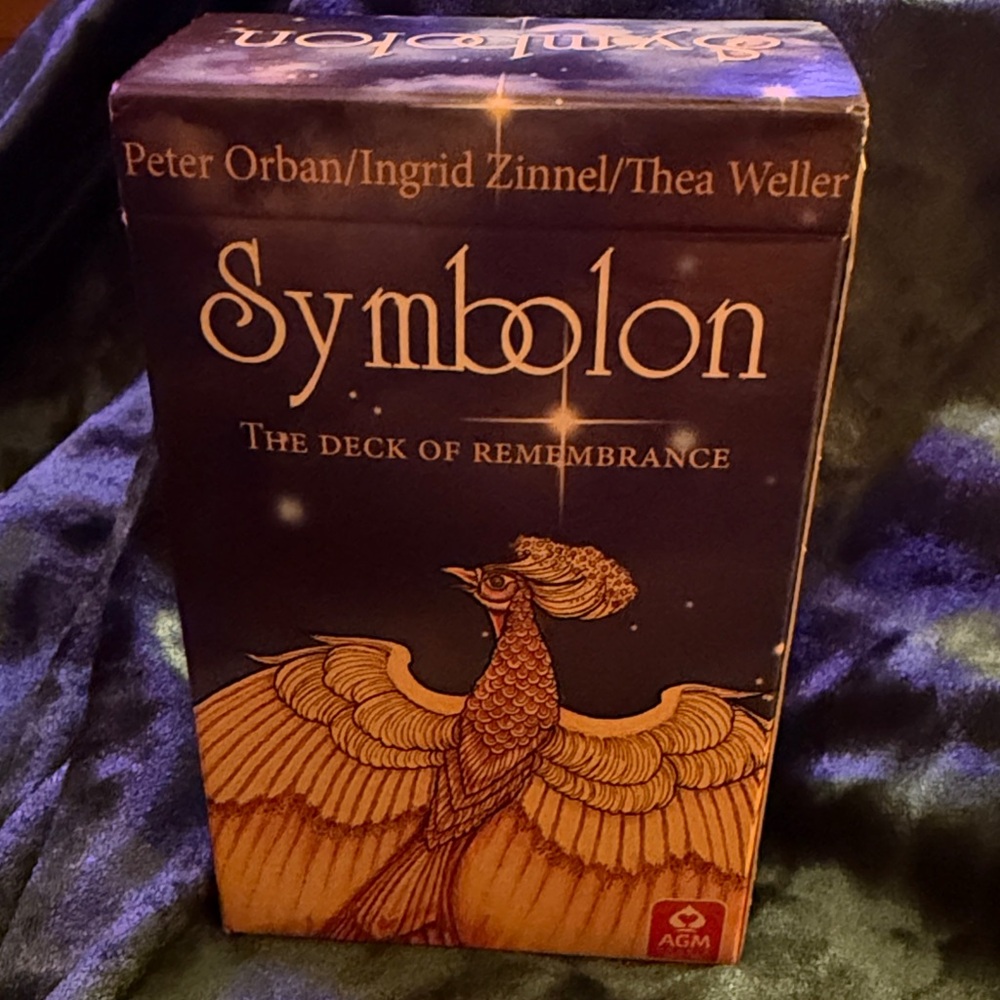 Symbolon
Peter Orban/Ingrid Zinnel/Thea Weller
Symbolon
THE DECK OF REMEMBRANCE
AGM